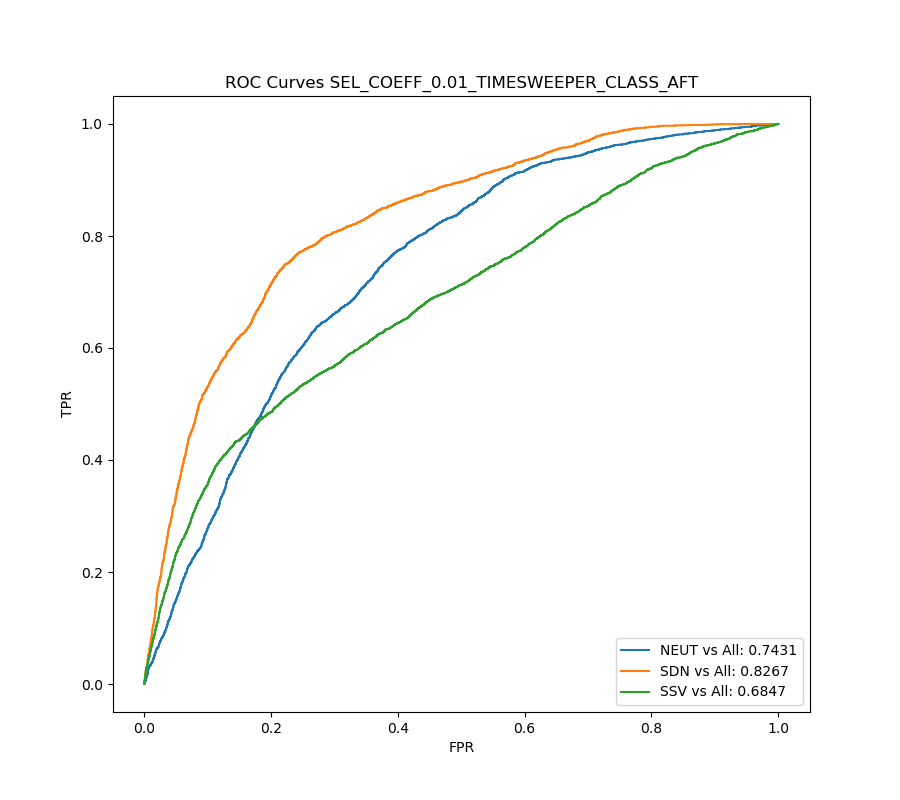 ROC Curves SEL_COEFF_0.01_TIMESWEEPER_CLASS_AFT
1.0
0.8
0.6
0.4
0.2
0.0
TPR
NEUT vs All: 0.7431
SDN vs All: 0.8267
SSV vs All: 0.6847
0.0 0.2 0.4 0.6 0.8 1.0
FPR